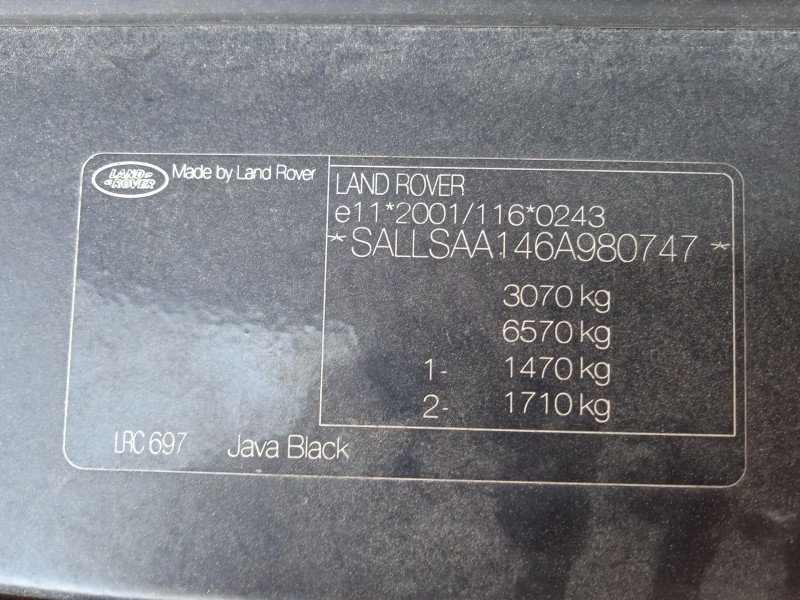 LAND-
-ROVER
Made by Land Rover
LAND ROVER
e11*2001/116*0243
*SALLSAA146A980747*
3070 kg
6570 kg
1- 1470 kg
2- 1710 kg
LRC 697 Java Black